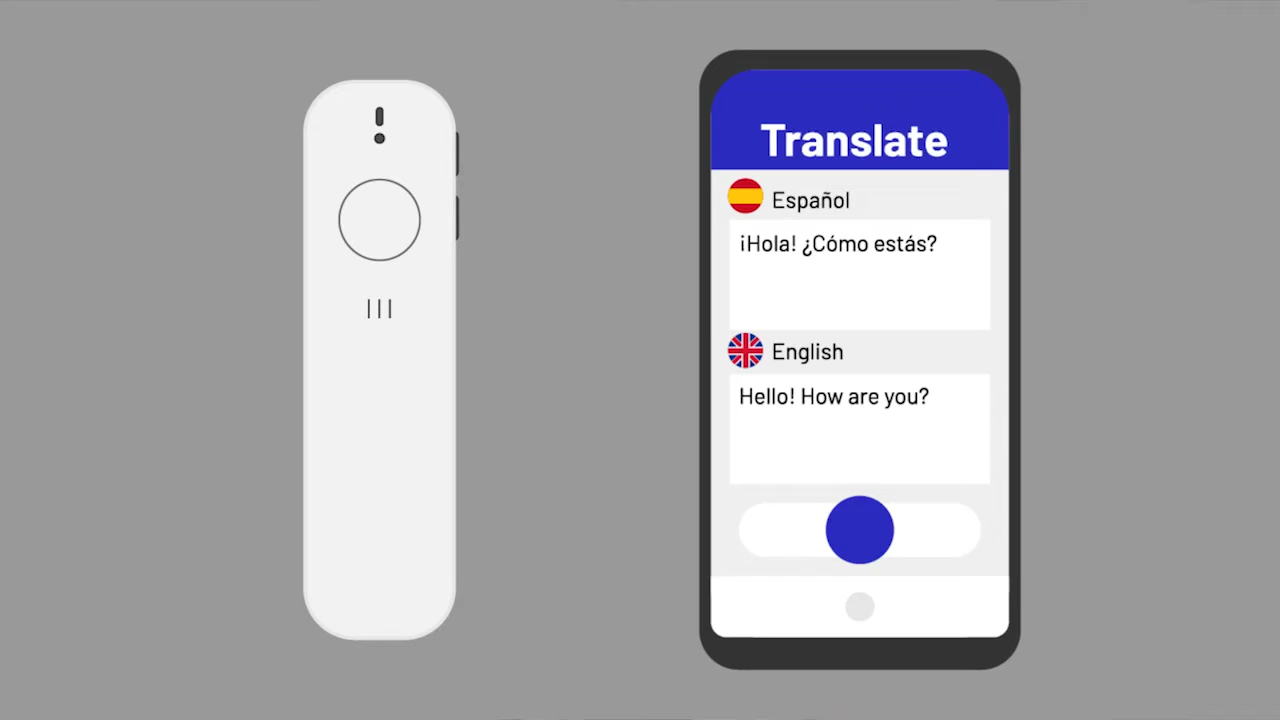 Translate
Español
¡Hola! ¿Cómo estás?
English
Hello! How are you?